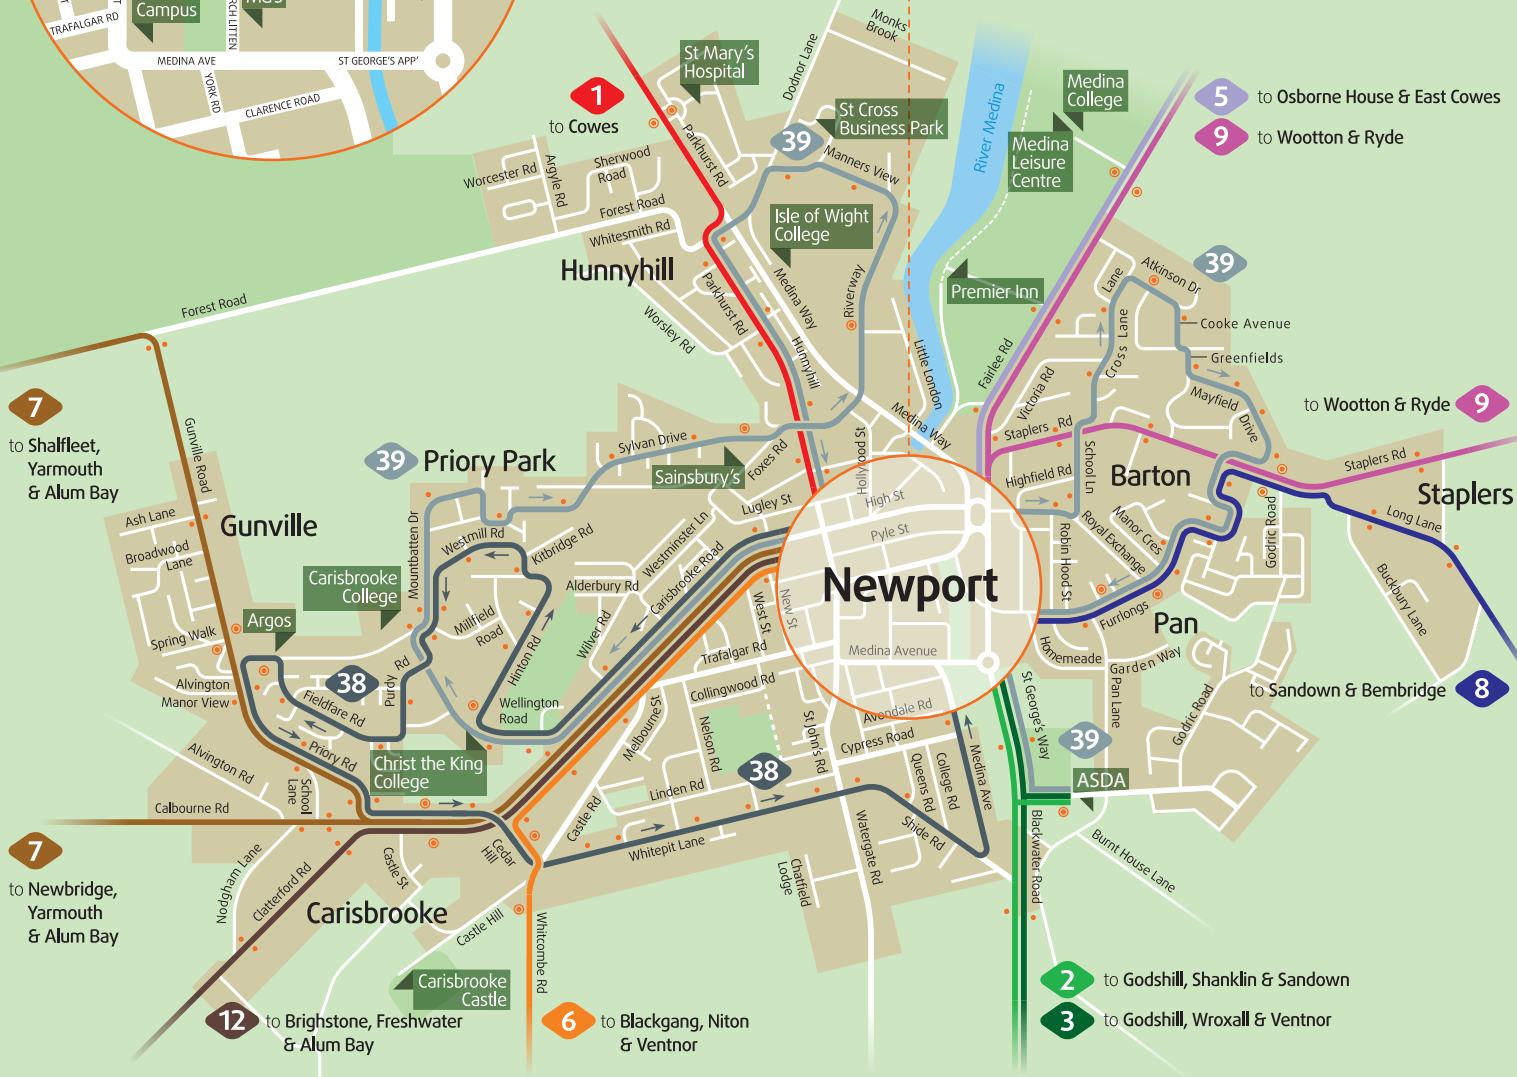 Campus
TRAFALGAR RD
MEDINA AVE
ST GEORGE'S APP'
YORK RD
CLARENCE ROAD
RCH LITTEN
1
to Cowes
St Mary's
Hospital
Dodnor Lane
Monks
Brook
St Cross
Business Park
39
Manners View
Parkhurst Rd
River Medina
Medina
College
Medina
Leisure
Centre
5
to Osborne House & East Cowes
9
to Wootton & Ryde
Worcester Rd
Argyle Rd
Sherwood
Road
Forest Road
Whitesmith Rd
Isle of Wight
College
Hunnyhill
Parkhurst Rd
Medina Way
Riverway
Worsley Rd
Hunnyhill
Premier Inn
Little London
Fairlee Rd
Lane
Atkinson Dr
39
Cooke Avenue
Cross Lane
Greenfields
Mayfield
Drive
Victoria Rd
Staplers Rd
Forest Road
7
to Shalfleet,
Yarmouth
& Alum Bay
Gunville Road
39
Priory Park
Sylvan Drive
Sainsbury's
Foxes Rd
Medina Way
Hollyrood St
Lugley St
High St
Pyle St
Highfield Rd
School Ln
Barton
9
to Wootton & Ryde
Staplers Rd
Staplers
Long Lane
Godric Road
Buckbury Lane
Ash Lane
Broadwood
Lane
Gunville
Mountbatten Dr
Westmill Rd
Kitbridge Rd
Westminster Ln
Carisbrooke Road
Alderbury Rd
Carisbrooke
College
Argos
Millfield
Road
Hinton Rd
Wilver Rd
West St
New St
Newport
Manor Cres
Royal Exchange
Robin Hood St
Furrlongs
Pan
Homemeade
Garden Way
Pan Lane
Godric Road
8
to Sandown & Bembridge
Spring Walk
Alvington
Manor View
38
Purdy
Rd
Fieldfare Rd
Priory Rd
Wellington
Road
Trafalgar Rd
Collingwood Rd
Medina Avenue
Avondale Rd
Melbourne St
Nelson Rd
St John's Rd
Cypress Road
St George's Way
39
ASDA
Alvington Rd
Calbourne Rd
School
Lane
Christ the King
College
Linden Rd
38
Queens Rd
College Rd
Medina Ave
Castle Rd
Whitepit Lane
Shide Rd
Watergate Rd
Blackwater Road
Burnt House Lane
7
to Newbridge,
Yarmouth
& Alum Bay
Nodgham Lane
Clatterford Rd
Castle St
Cedar
Hill
Chatfield
Lodge
Carisbrooke
Castle Hill
Whitcombe Rd
Carisbrooke
Castle
12
to Brighstone, Freshwater
& Alum Bay
6
to Blackgang, Niton
& Ventnor
2
to Godshill, Shanklin & Sandown
3
to Godshill, Wroxall & Ventnor